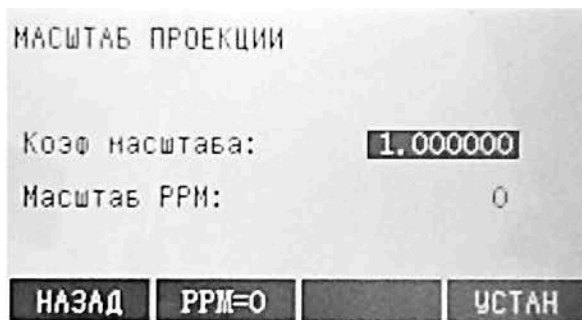 МАСШТАБ ПРОЕКЦИИ
Коэф масштаба: 1.000000
Масштаб PPM: 0
НАЗАД PPM=0 УСТАН